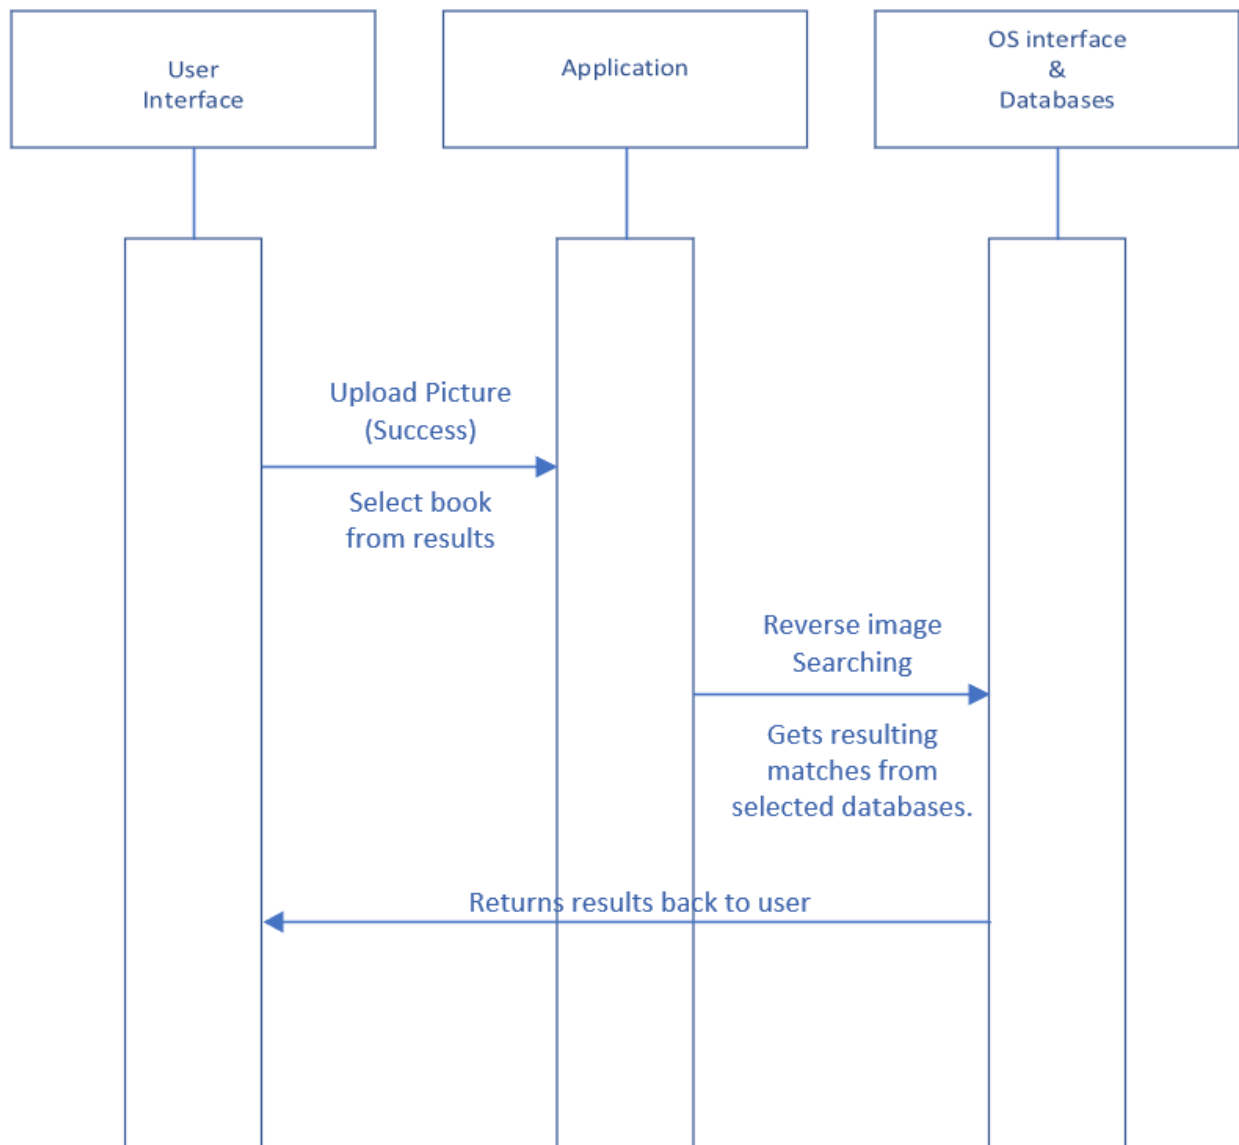 User
Interface
Application
OS interface
&
Databases
Upload Picture
(Success)
Select book
from results
Reverse image
Searching
Gets resulting
matches from
selected databases.
Returns results back to user